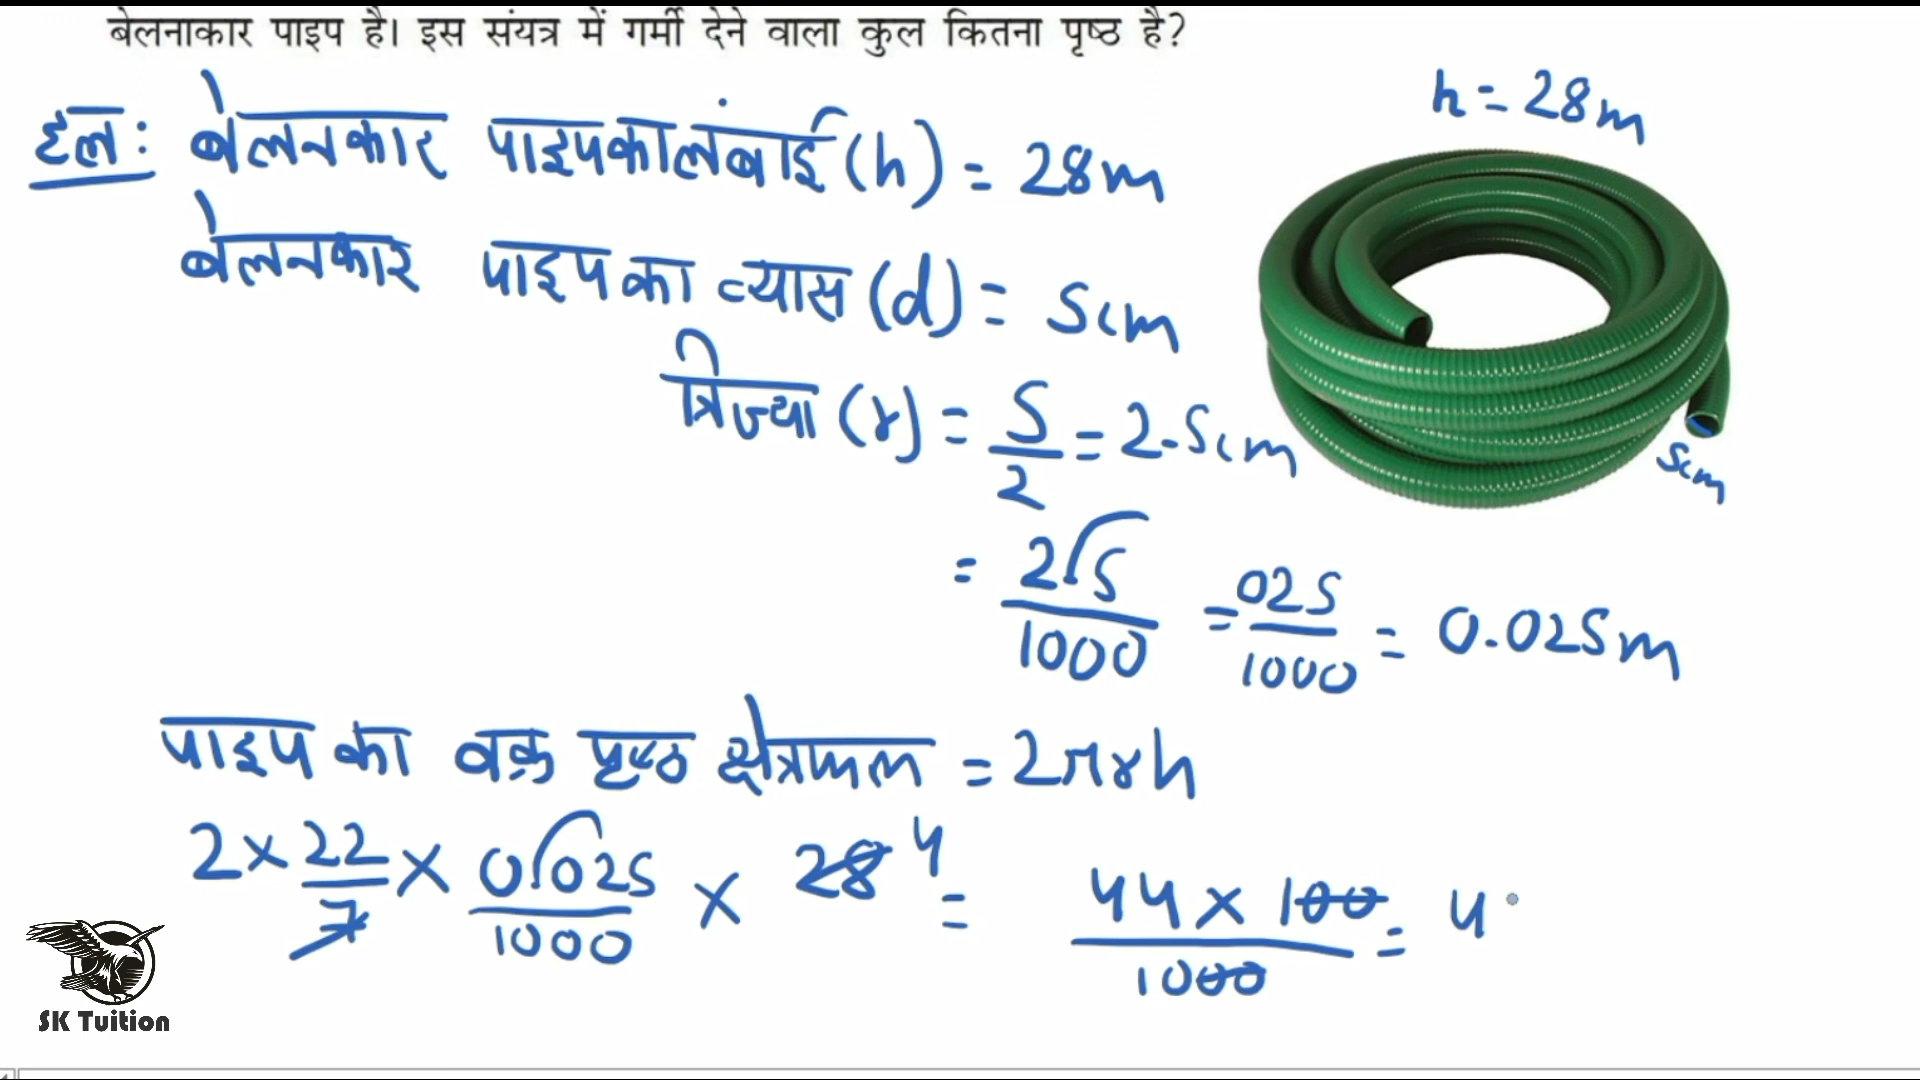 बेलनाकार पाइप है। इस संयत्र में गर्मी देने वाला कुल कितना पृष्ठ है?
h = 28m
हल: बेलनकार पाइपका लंबाई (h) = 28m
बेलनकार पाइप का व्यास (d) = 5cm
त्रिज्या (r) = 5/2 = 2.5cm
5cm
= 2.5/1000 = 025/1000 = 0.025m
पाइप का वक्र पृष्ठ क्षेत्रफल = 2πrh
2 × 22/7 × 0.025/1000 × 28 4 = 44 × 100/1000 = 4.
SK Tuition